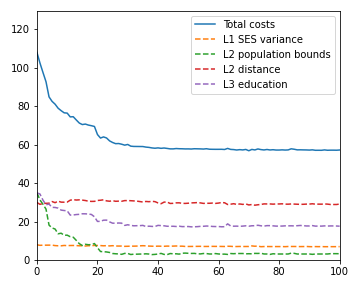 120
100
80
60
40
20
0
0 20 40 60 80 100
Total costs
L1 SES variance
L2 population bounds
L2 distance
L3 education